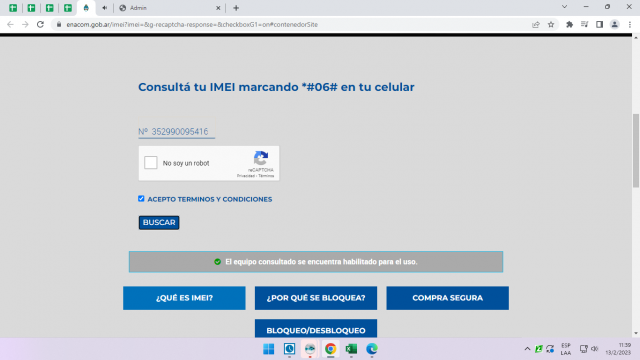 Admin
enacom.gob.ar/imei?imei=&g-recaptcha-response=&checkboxG1=on#contenedorSite
Consultá tu IMEI marcando *#06# en tu celular
Nº 352990095416
No soy un robot
reCAPTCHA
Privacidad - Términos
ACEPTO TERMINOS Y CONDICIONES
BUSCAR
El equipo consultado se encuentra habilitado para el uso.
¿QUÉ ES IMEI?
¿POR QUÉ SE BLOQUEA?
COMPRA SEGURA
BLOQUEO/DESBLOQUEO
ESP
LAA
11:39
13/2/2023